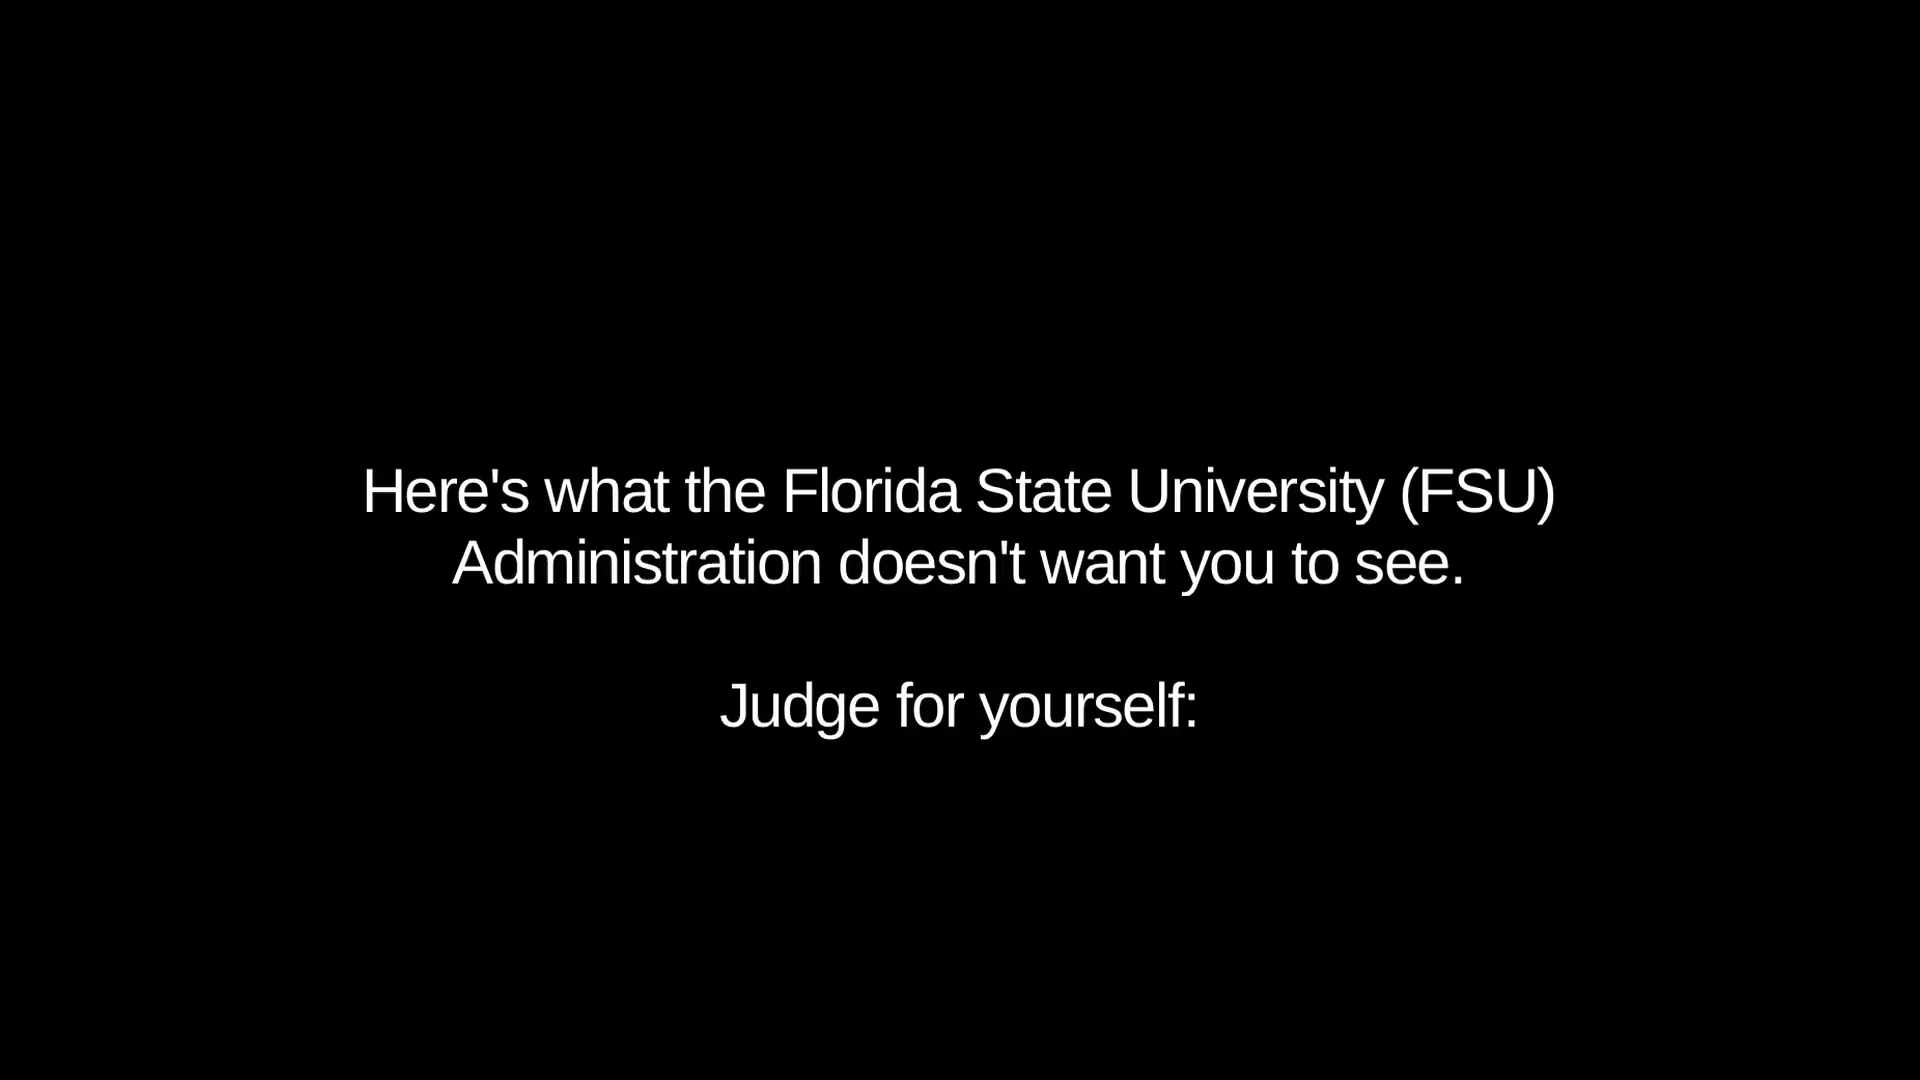 Here's what the Florida State University (FSU)
Administration doesn't want you to see.
Judge for yourself: